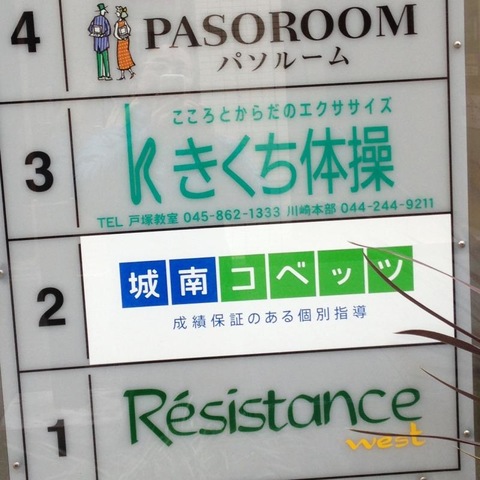 4 PASOROOM
パソルーム
こころとからだのエクササイズ
3 kきくち体操
TEL 戸塚教室 045-862-1333 川崎本部 044-244-9211
2 城南コベッツ
成績保証のある個別指導
1 Résistance
west